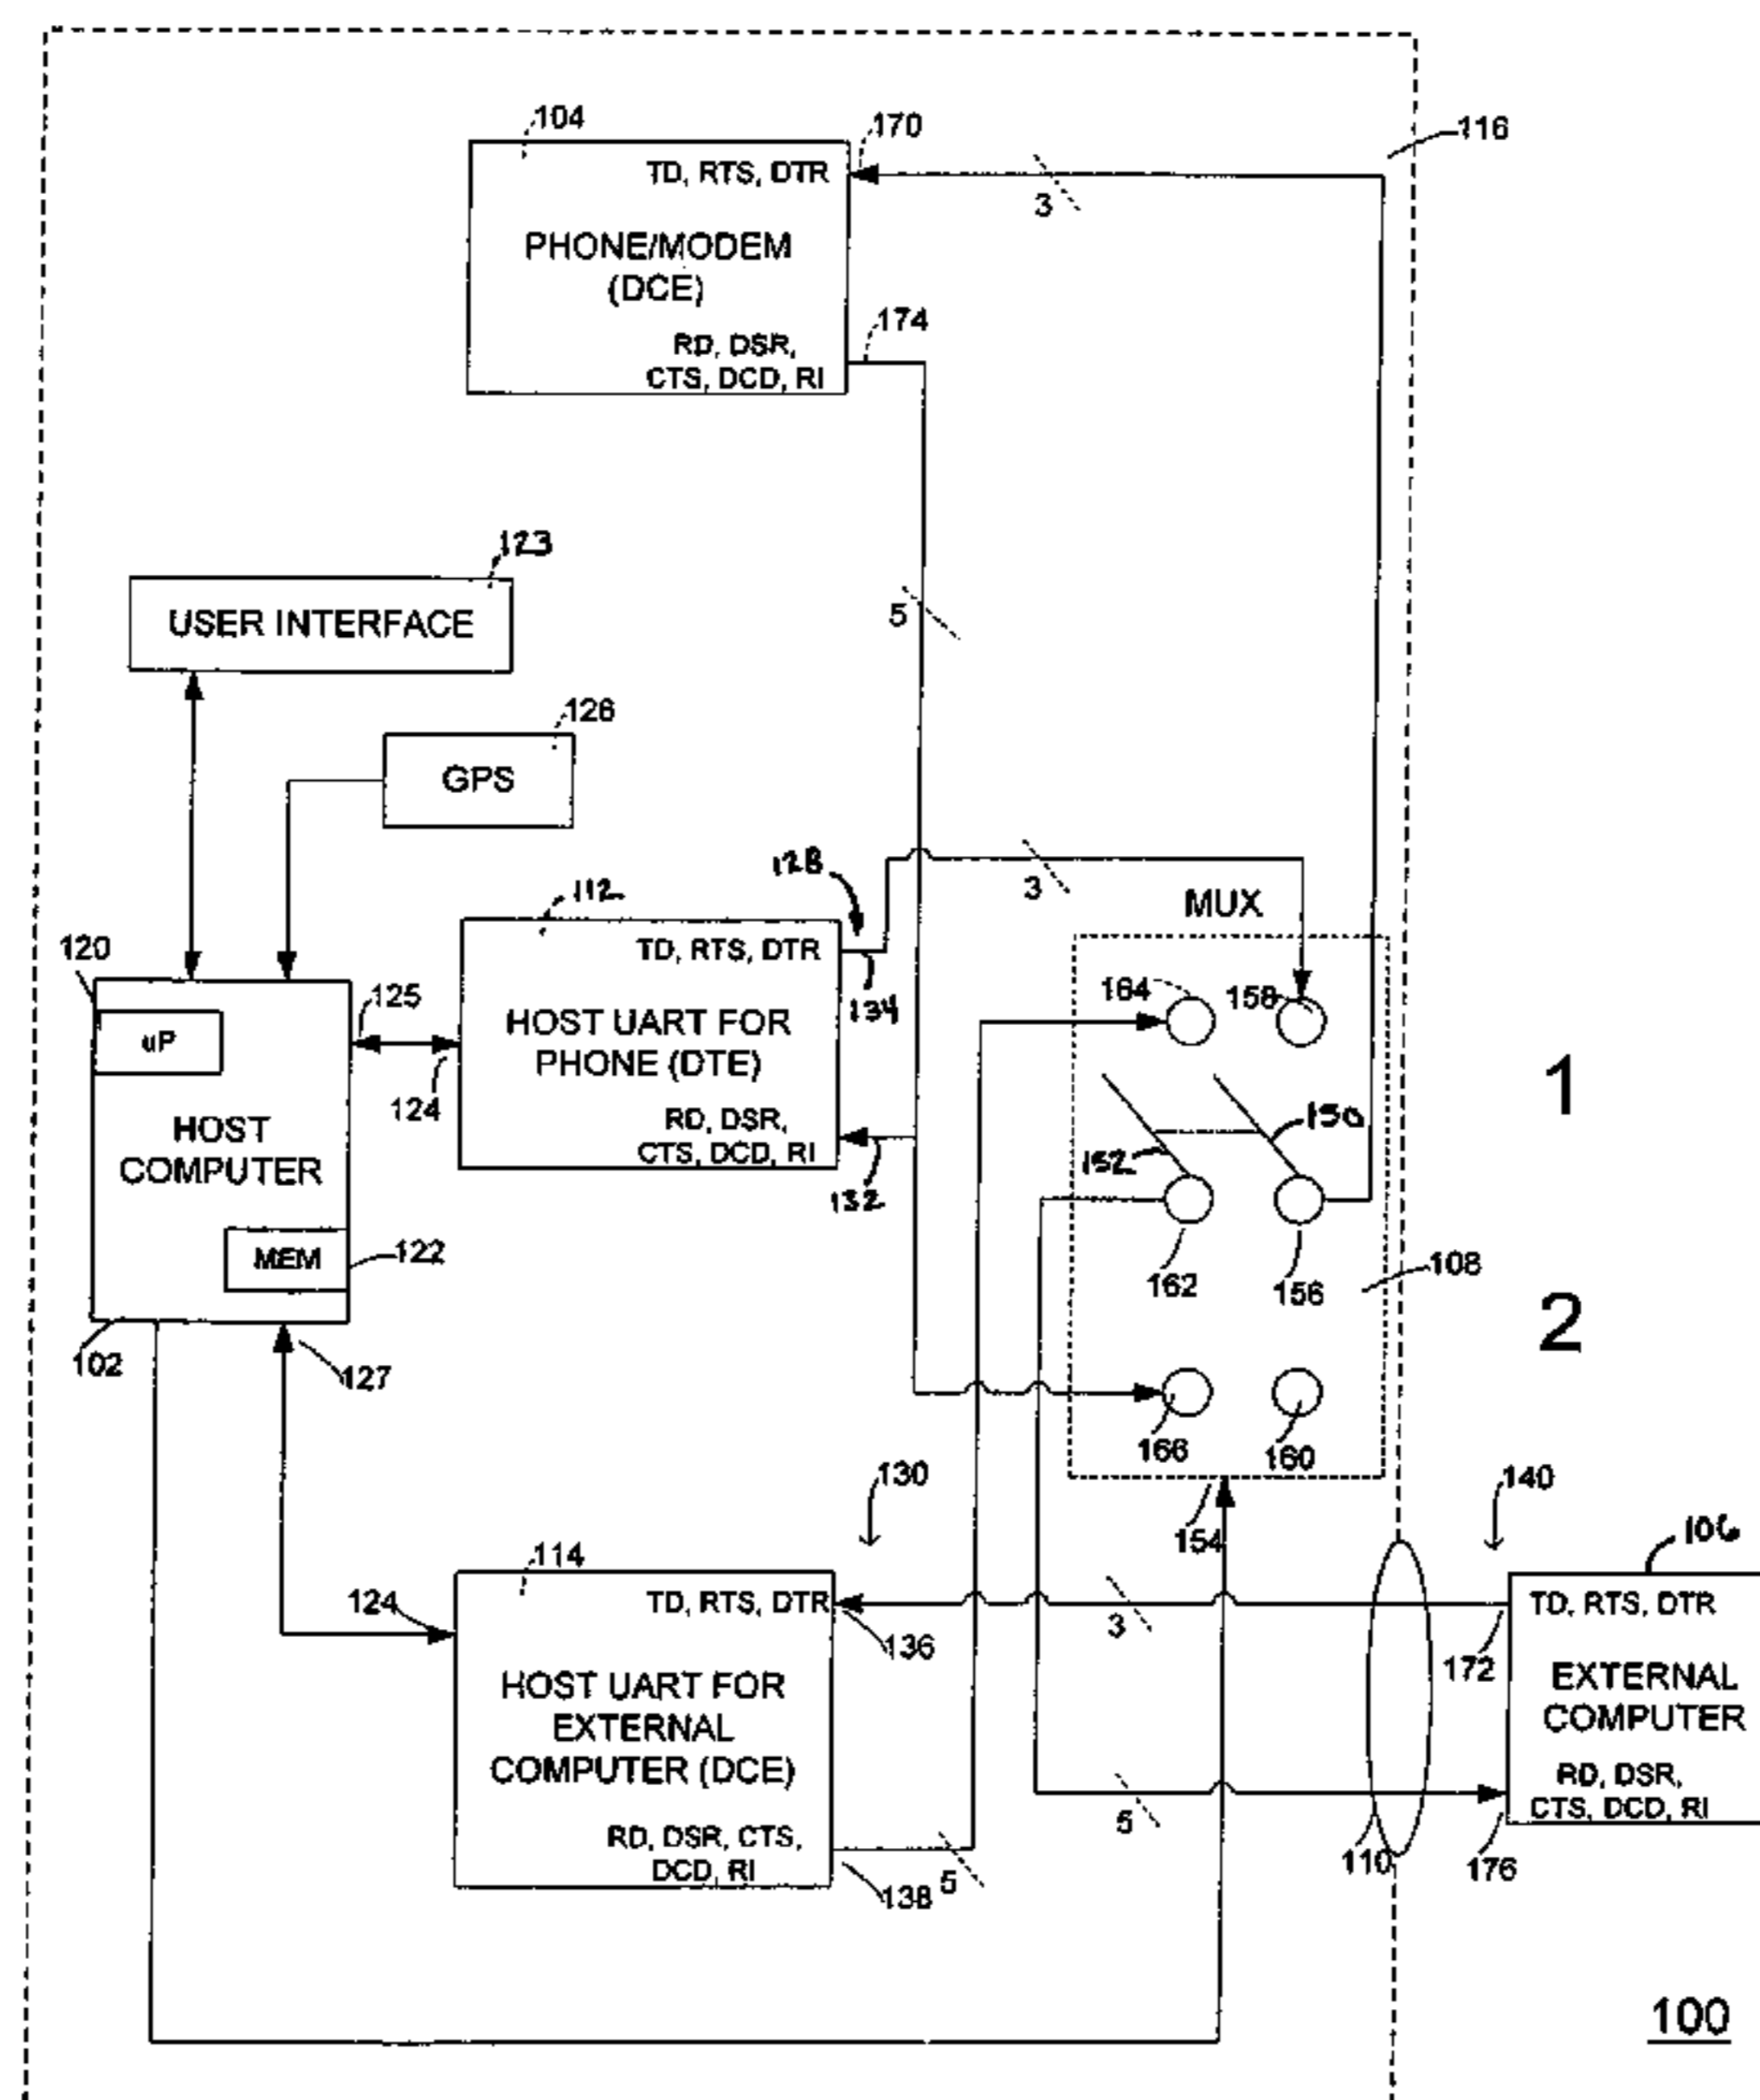 104
170
116
TD, RTS, DTR
3
PHONE/MODEM
(DCE)
174
RD, DSR,
CTS, DCD, RI
123
5
USER INTERFACE
126
GPS
128
3
112
MUX
120
TD, RTS, DTR
164
158
125
134
uP
HOST UART FOR
PHONE (DTE)
1
124
150
HOST
COMPUTER
RD, DSR,
CTS, DCD, RI
152
132
MEM
122
162
156
108
2
102
127
166
160
130
140
154
106
114
124
TD, RTS, DTR
136
3
TD, RTS, DTR
172
HOST UART FOR
EXTERNAL
COMPUTER (DCE)
EXTERNAL
COMPUTER
RD, DSR,
CTS, DCD, RI
5
RD, DSR, CTS,
DCD, RI
138
5
110
176
100